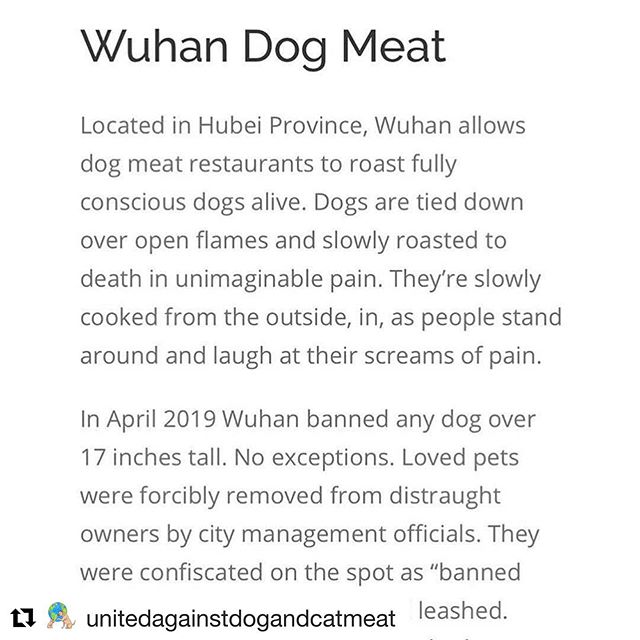 Wuhan Dog Meat
Located in Hubei Province, Wuhan allows
dog meat restaurants to roast fully
conscious dogs alive. Dogs are tied down
over open flames and slowly roasted to
death in unimaginable pain. They’re slowly
cooked from the outside, in, as people stand
around and laugh at their screams of pain.
In April 2019 Wuhan banned any dog over
17 inches tall. No exceptions. Loved pets
were forcibly removed from distraught
owners by city management officials. They
were confiscated on the spot as “banned
leashed.
unitedagainstdogandcatmeat